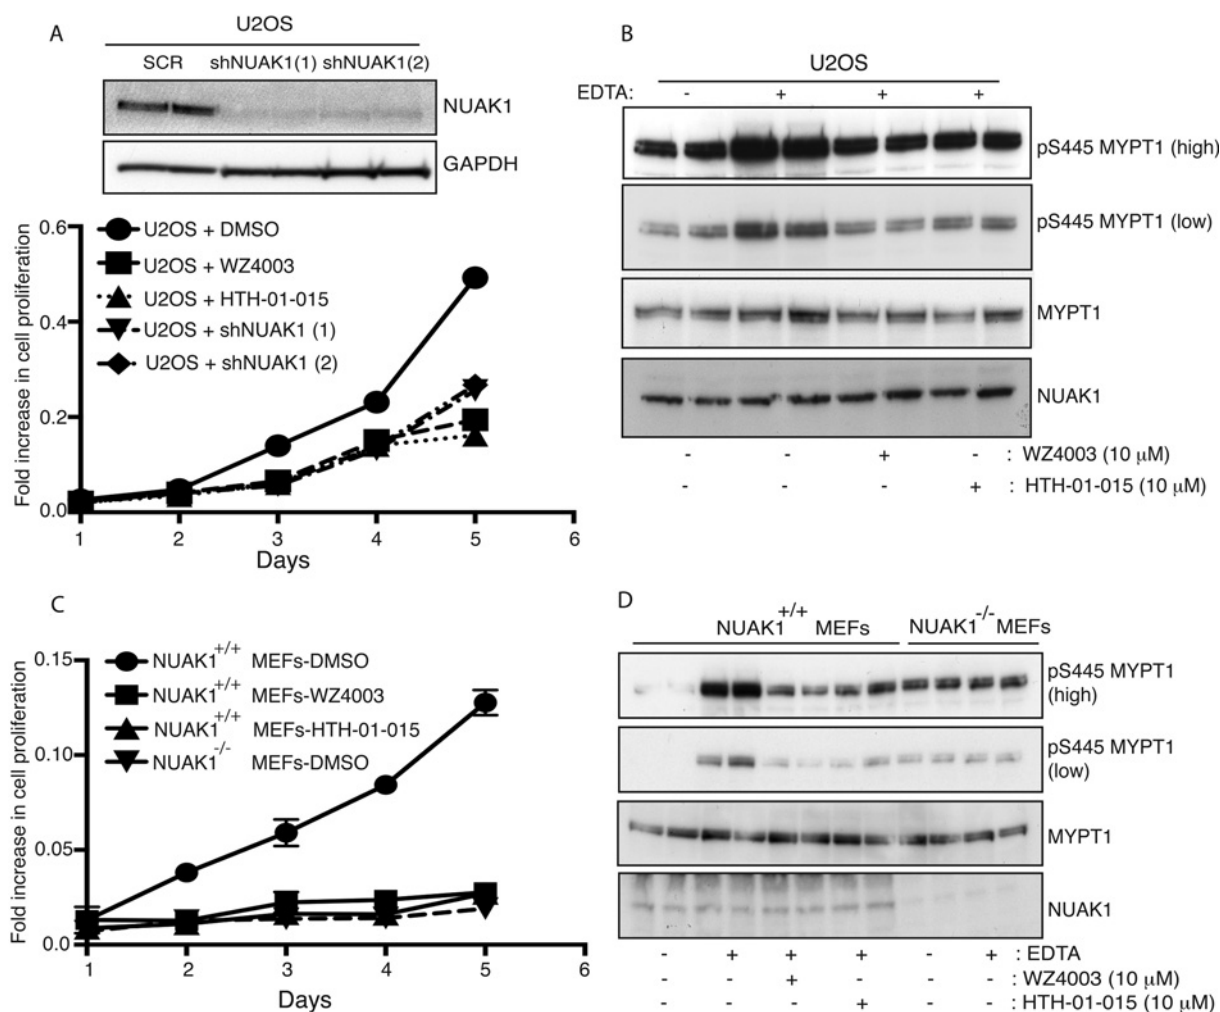 A
U2OS
SCR shNUAK1(1) shNUAK1(2)
NUAK1
GAPDH
0.6
0.4
0.2
0.0
Fold increase in cell proliferation
U2OS + DMSO
U2OS + WZ4003
U2OS + HTH-01-015
U2OS + shNUAK1 (1)
U2OS + shNUAK1 (2)
1 2 3 4 5 6
Days
B
U2OS
EDTA: - + + +
pS445 MYPT1 (high)
pS445 MYPT1 (low)
MYPT1
NUAK1
- - + - : WZ4003 (10 µM)
- - - + : HTH-01-015 (10 µM)
C
0.15
0.10
0.05
0.0
Fold increase in cell proliferation
NUAK1+/+ MEFs-DMSO
NUAK1+/+ MEFs-WZ4003
NUAK1+/+ MEFs-HTH-01-015
NUAK1-/- MEFs-DMSO
1 2 3 4 5 6
Days
D
NUAK1+/+ MEFs NUAK1-/- MEFs
pS445 MYPT1
(high)
pS445 MYPT1
(low)
MYPT1
NUAK1
- + + + - + : EDTA
- - + - - - : WZ4003 (10 µM)
- - - + - - : HTH-01-015 (10 µM)